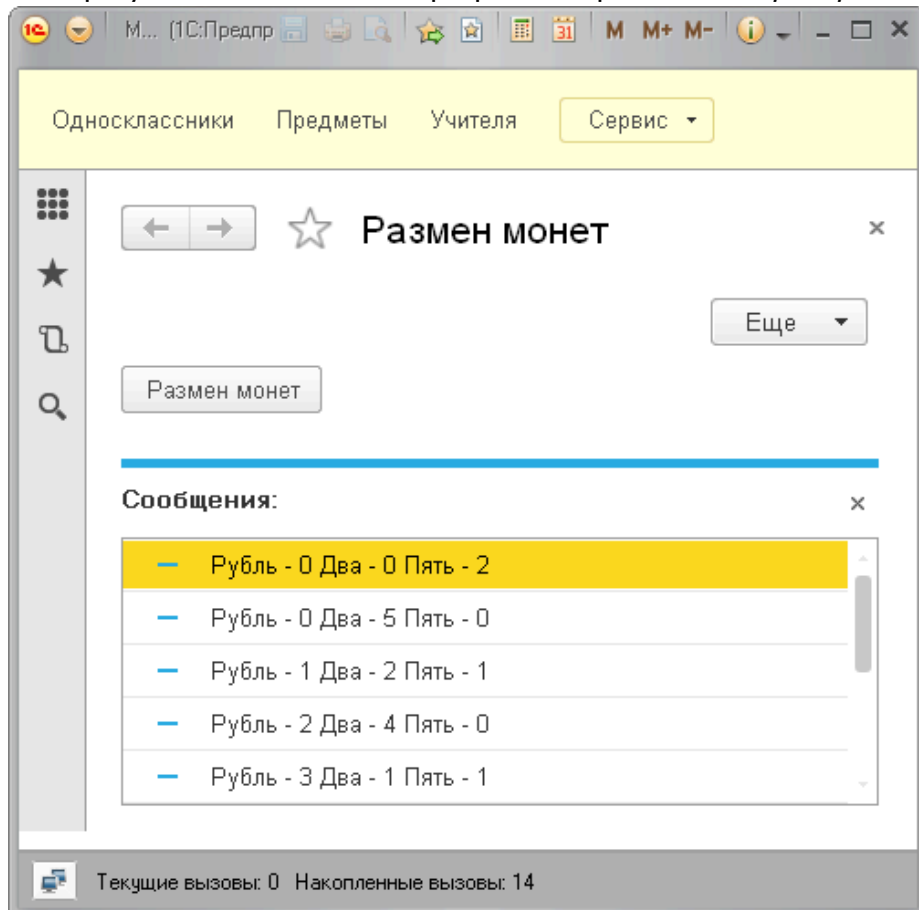 М... (1С:Предпр 31 M M+ M-
Одноклассники Предметы Учителя Сервис
Размен монет
Еще
Размен монет
Сообщения:
Рубль - 0 Два - 0 Пять - 2
Рубль - 0 Два - 5 Пять - 0
Рубль - 1 Два - 2 Пять - 1
Рубль - 2 Два - 4 Пять - 0
Рубль - 3 Два - 1 Пять - 1
Текущие вызовы: 0 Накопленные вызовы: 14